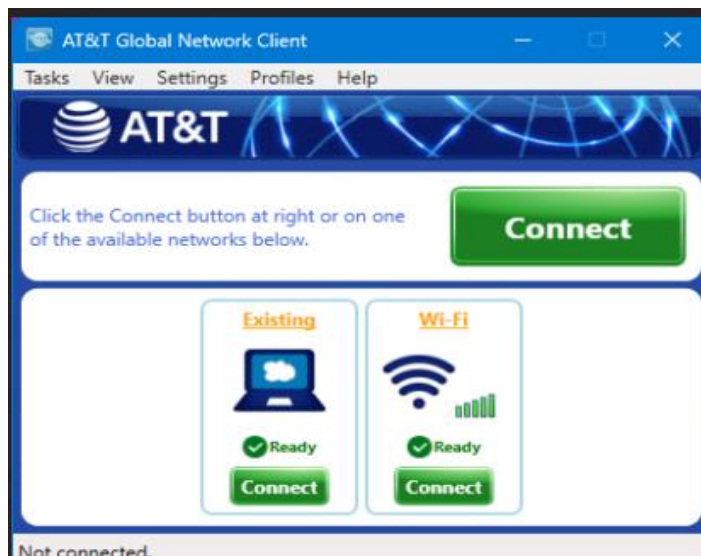 AT&T Global Network Client
Tasks View Settings Profiles Help
AT&T
Click the Connect button at right or on one
of the available networks below.
Connect
Existing Wi-Fi
Ready Ready
Connect Connect
Not connected.